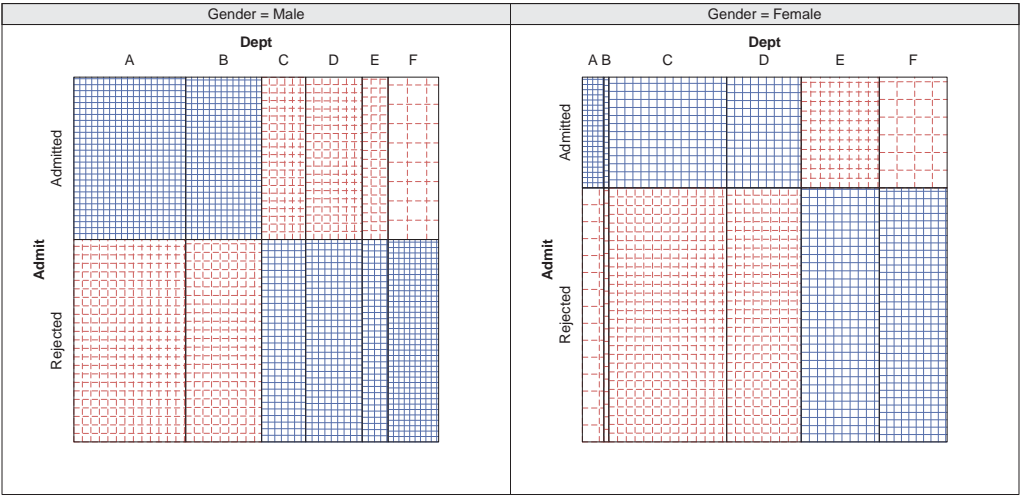 Gender = Male
Dept
A B C D E F
Admitted
Admit
Rejected
Gender = Female
Dept
A B C D E F
Admitted
Admit
Rejected